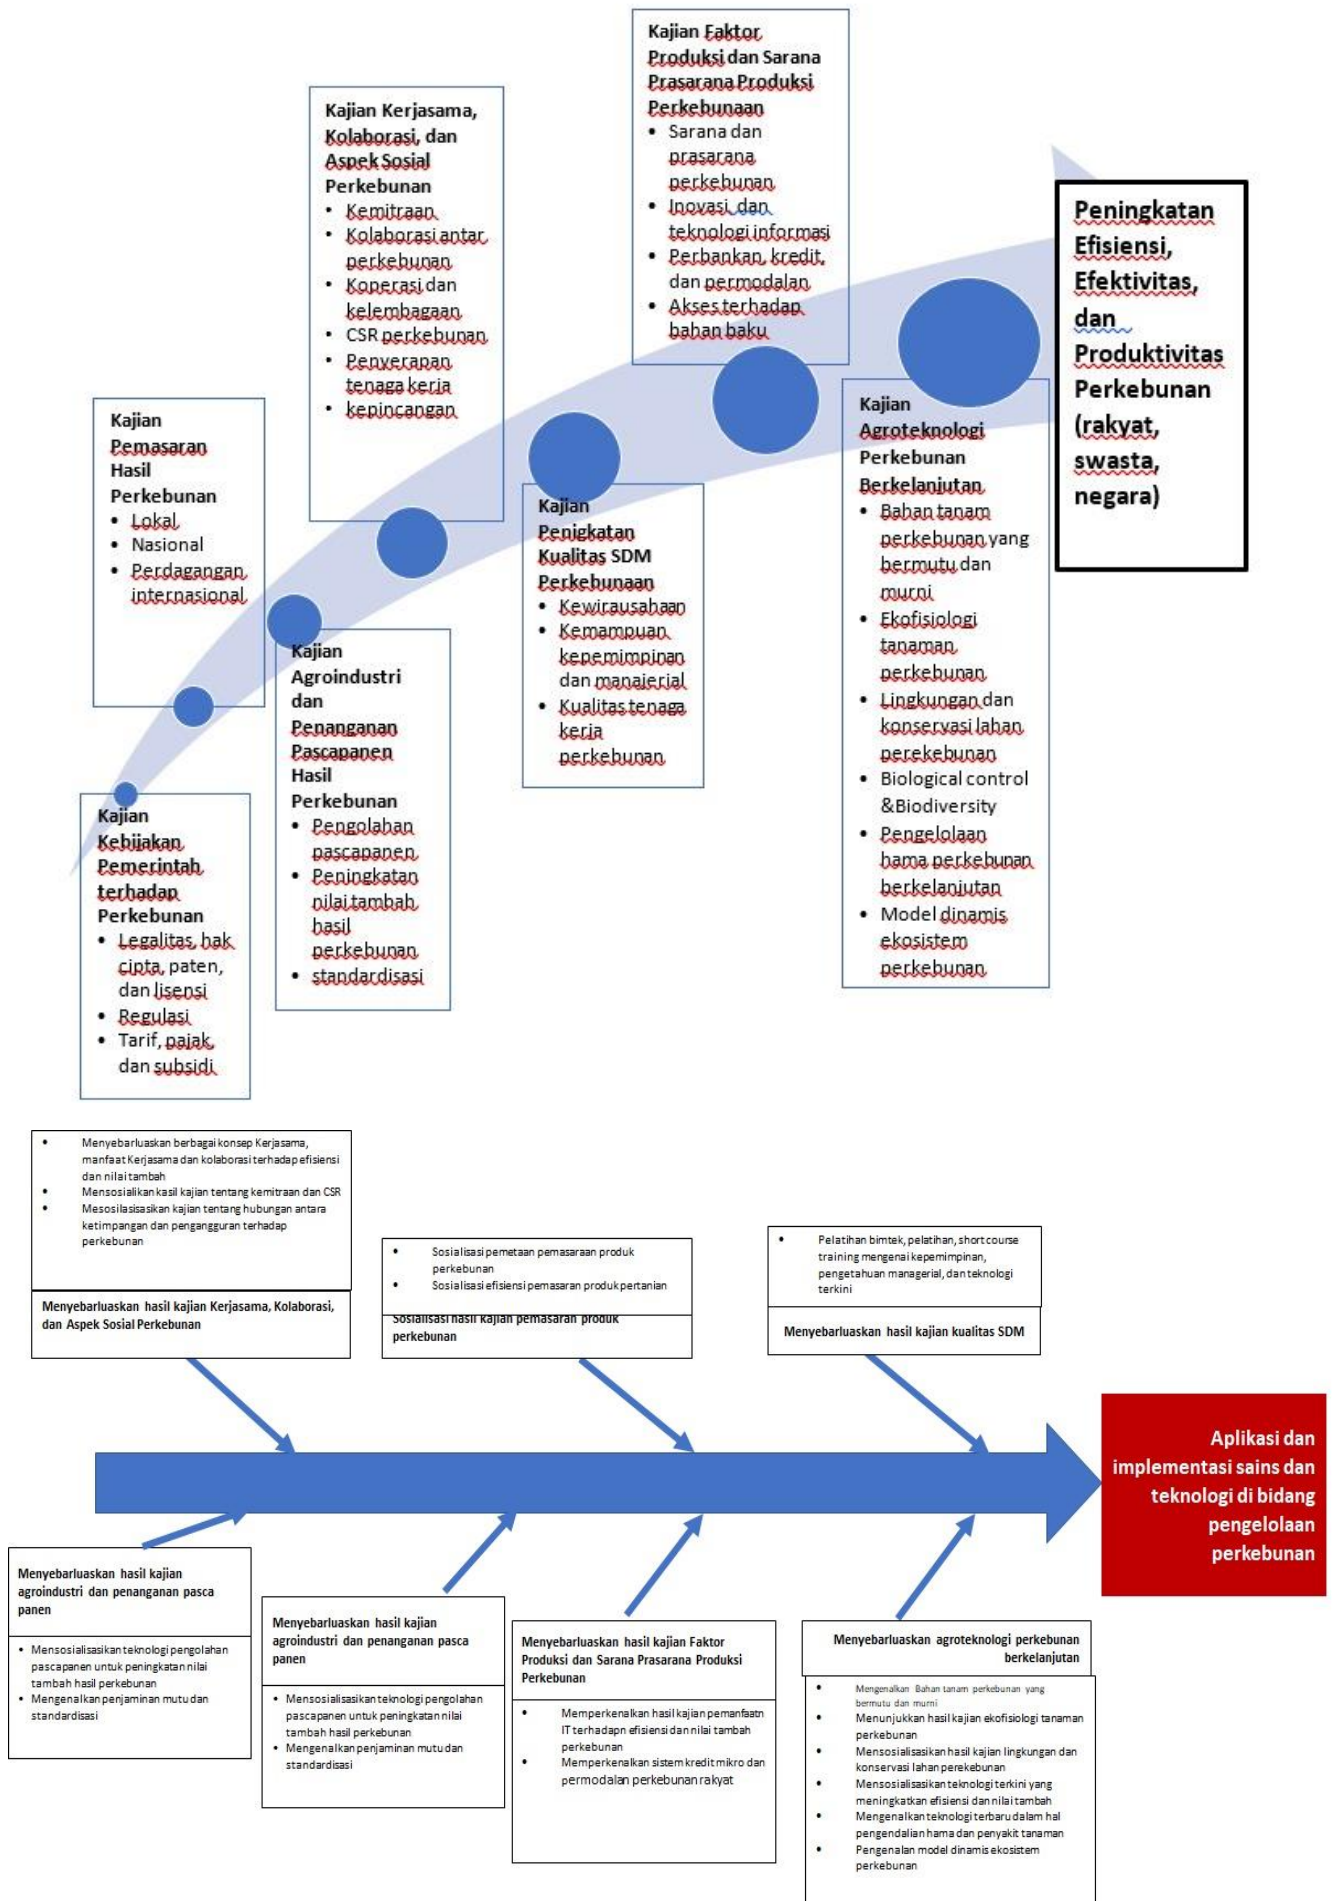 Kajian Faktor
Produksi dan Sarana
Prasarana Produksi
Perkebunaan
• Sarana dan
prasarana
perkebunan
• Inovasi dan
teknologi informasi
• Perbankan, kredit,
dan permodalan
• Akses terhadap
bahan baku
Kajian Kerjasama,
Kolaborasi, dan
Aspek Sosial
Perkebunan
• Kemitraan
• Kolaborasi antar
perkebunan
• Koperasi dan
kelembagaan
• CSR perkebunan
• Penyerapan
tenaga kerja
• kepincangan
Peningkatan
Efisiensi,
Efektivitas,
dan
Produktivitas
Perkebunan
(rakyat,
swasta,
negara)
Kajian
Pemasaran
Hasil
Perkebunan
• Lokal
• Nasional
• Perdagangan
internasional
Kajian
Agroteknologi
Perkebunan
Berkelanjutan
• Bahan tanam
perkebunan yang
bermutu dan
murni
• Ekofisiologi
tanaman
perkebunan
• Lingkungan dan
konservasi lahan
perekebunan
• Biological control
&Biodiversity
• Pengelolaan
hama perkebunan
berkelanjutan
• Model dinamis
ekosistem
perkebunan
Kajian
Penigkatan
Kualitas SDM
Perkebunaan
• Kewirausahaan
• Kemampuan
kepemimpinan
dan manajerial
• Kualitas tenaga
kerja
perkebunan
Kajian
Agroindustri
dan
Penanganan
Pascapanen
Hasil
Perkebunan
• Pengolahan
pascapanen
• Peningkatan
nilai tambah
hasil
perkebunan
• standardisasi
Kajian
Kebijakan
Pemerintah
terhadap
Perkebunan
• Legalitas, hak
cipta, paten,
dan lisensi
• Regulasi
• Tarif, pajak,
dan subsidi
• Menyebarluaskan berbagai konsep Kerjasama,
manfaat Kerjasama dan kolaborasi terhadap efisiensi
dan nilai tambah
• Mensosialikan kasil kajian tentang kemitraan dan CSR
• Mesosilasisasikan kajian tentang hubungan antara
ketimpangan dan pengangguran terhadap
perkebunan
Menyebarluaskan hasil kajian Kerjasama, Kolaborasi,
dan Aspek Sosial Perkebunan
• Sosialisasi pemetaan pemasaraan produk
perkebunan
• Sosialisasi efisiensi pemasaran produk pertanian
Sosialisasi hasil kajian pemasaran produk
perkebunan
• Pelatihan bimtek, pelatihan, short course
training mengenai kepemimpinan,
pengetahuan managerial, dan teknologi
terkini
Menyebarluaskan hasil kajian kualitas SDM
Aplikasi dan
implementasi sains dan
teknologi di bidang
pengelolaan
perkebunan
Menyebarluaskan hasil kajian
agroindustri dan penanganan pasca
panen
• Mensosialisasikan teknologi pengolahan
pascapanen untuk peningkatan nilai
tambah hasil perkebunan
• Mengenalkan penjaminan mutu dan
standardisasi
Menyebarluaskan hasil kajian
agroindustri dan penanganan pasca
panen
• Mensosialisasikan teknologi pengolahan
pascapanen untuk peningkatan nilai
tambah hasil perkebunan
• Mengenalkan penjaminan mutu dan
standardisasi
Menyebarluaskan hasil kajian Faktor
Produksi dan Sarana Prasarana Produksi
Perkebunan
• Memperkenalkan hasil kajian pemanfaatn
IT terhadapn efisiensi dan nilai tambah
perkebunan
• Memperkenalkan sistem kredit mikro dan
permodalan perkebunan rakyat
Menyebarluaskan agroteknologi perkebunan
berkelanjutan
• Mengenalkan Bahan tanam perkebunan yang
bermutu dan murni
• Menunjukkan hasil kajian ekofisiologi tanaman
perkebunan
• Mensosialisasikan hasil kajian lingkungan dan
konservasi lahan perekebunan
• Mensosialisasikan teknologi terkini yang
meningkatkan efisiensi dan nilai tambah
• Mengenalkan teknologi terbaru dalam hal
pengendalian hama dan penyakit tanaman
• Pengenalan model dinamis ekosistem
perkebunan